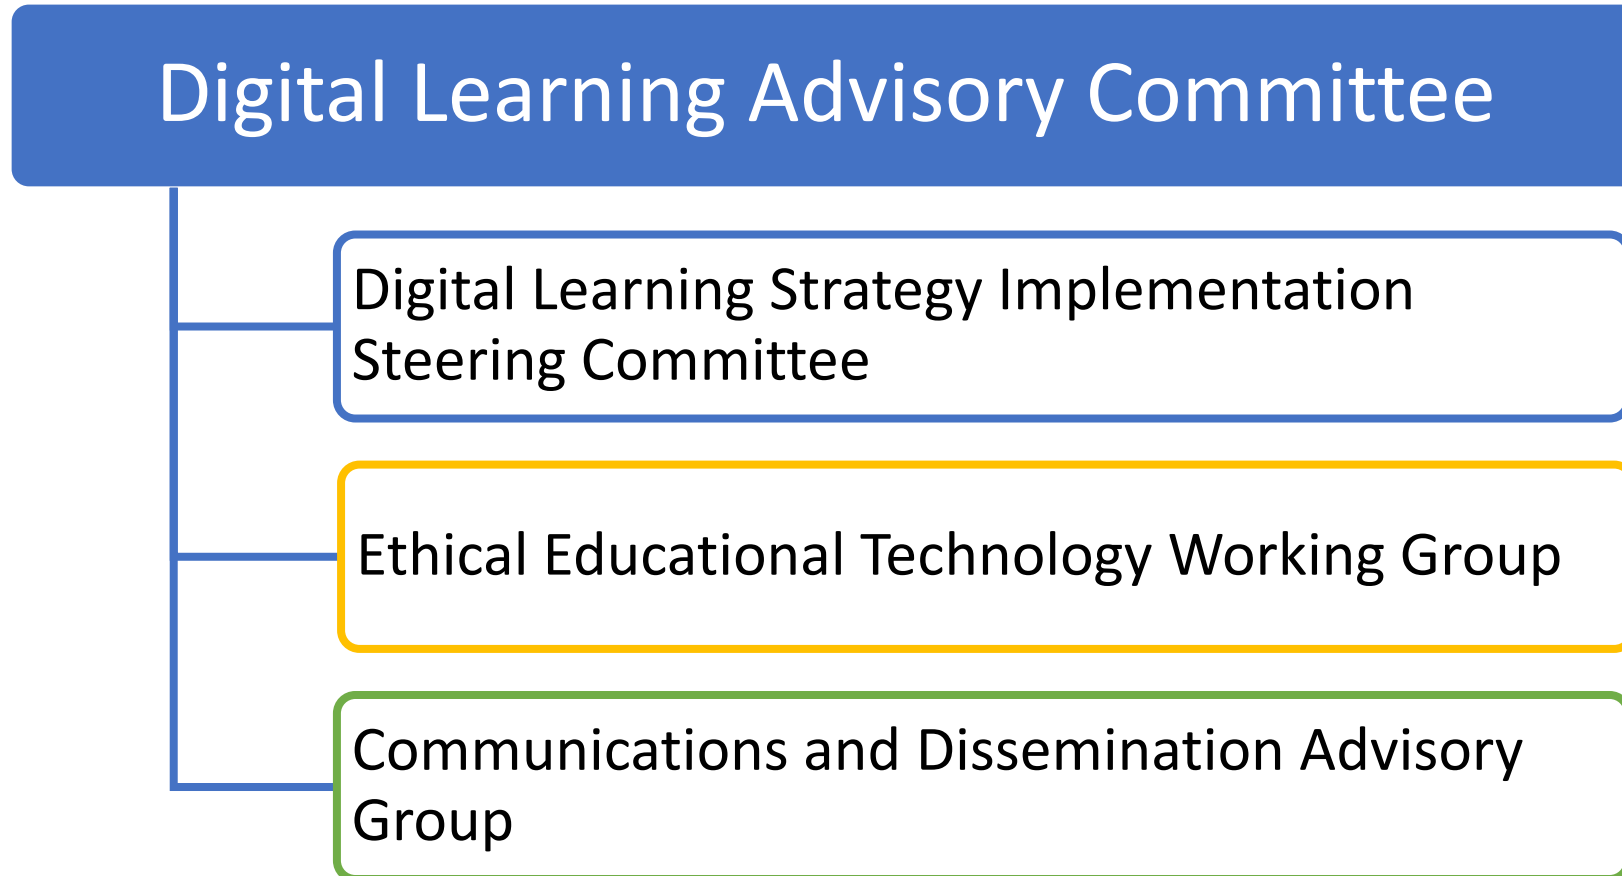 Digital Learning Advisory Committee
Digital Learning Strategy Implementation
Steering Committee
Ethical Educational Technology Working Group
Communications and Dissemination Advisory
Group